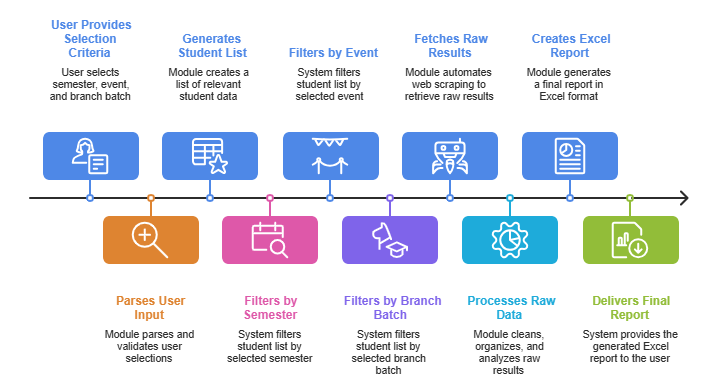 User Provides
Selection
Criteria
User selects
semester, event,
and branch batch
Generates
Student List
Module creates a
list of relevant
student data
Filters by Event
System filters
student list by
selected event
Fetches Raw
Results
Module automates
web scraping to
retrieve raw results
Creates Excel
Report
Module generates
a final report in
Excel format
Parses User
Input
Module parses and
validates user
selections
Filters by
Semester
System filters
student list by
selected semester
Filters by Branch
Batch
System filters
student list by
selected branch
batch
Processes Raw
Data
Module cleans,
organizes, and
analyzes raw
results
Delivers Final
Report
System provides the
generated Excel
report to the user